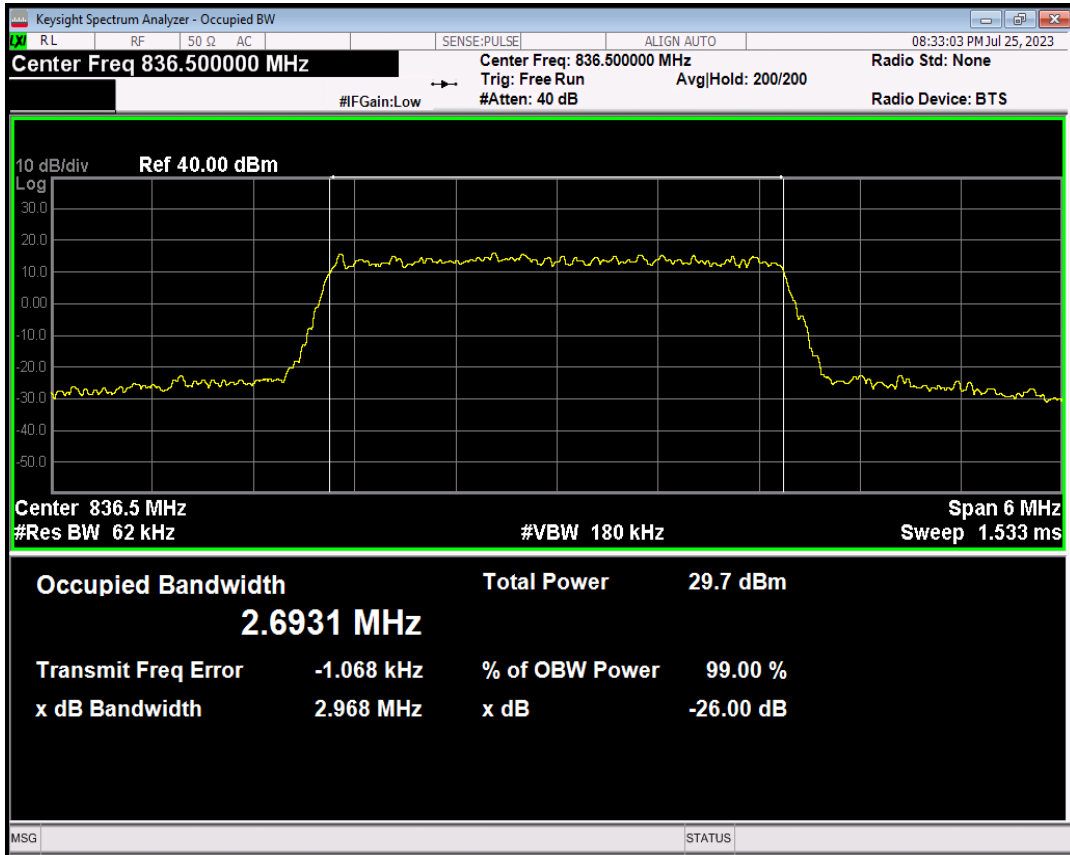 Keysight Spectrum Analyzer - Occupied BW
LXI RL RF 50 Ω AC SENSE:PULSE ALIGN AUTO 08:33:03 PM Jul 25, 2023
Center Freq 836.500000 MHz Center Freq: 836.500000 MHz Radio Std: None
Trig: Free Run Avg|Hold: 200/200
#IFGain:Low #Atten: 40 dB Radio Device: BTS
10 dB/div Ref 40.00 dBm
Log
30.0
20.0
10.0
0.00
-10.0
-20.0
-30.0
-40.0
-50.0
Center 836.5 MHz Span 6 MHz
#Res BW 62 kHz #VBW 180 kHz Sweep 1.533 ms
Occupied Bandwidth Total Power 29.7 dBm
2.6931 MHz
Transmit Freq Error -1.068 kHz % of OBW Power 99.00 %
x dB Bandwidth 2.968 MHz x dB -26.00 dB
MSG STATUS